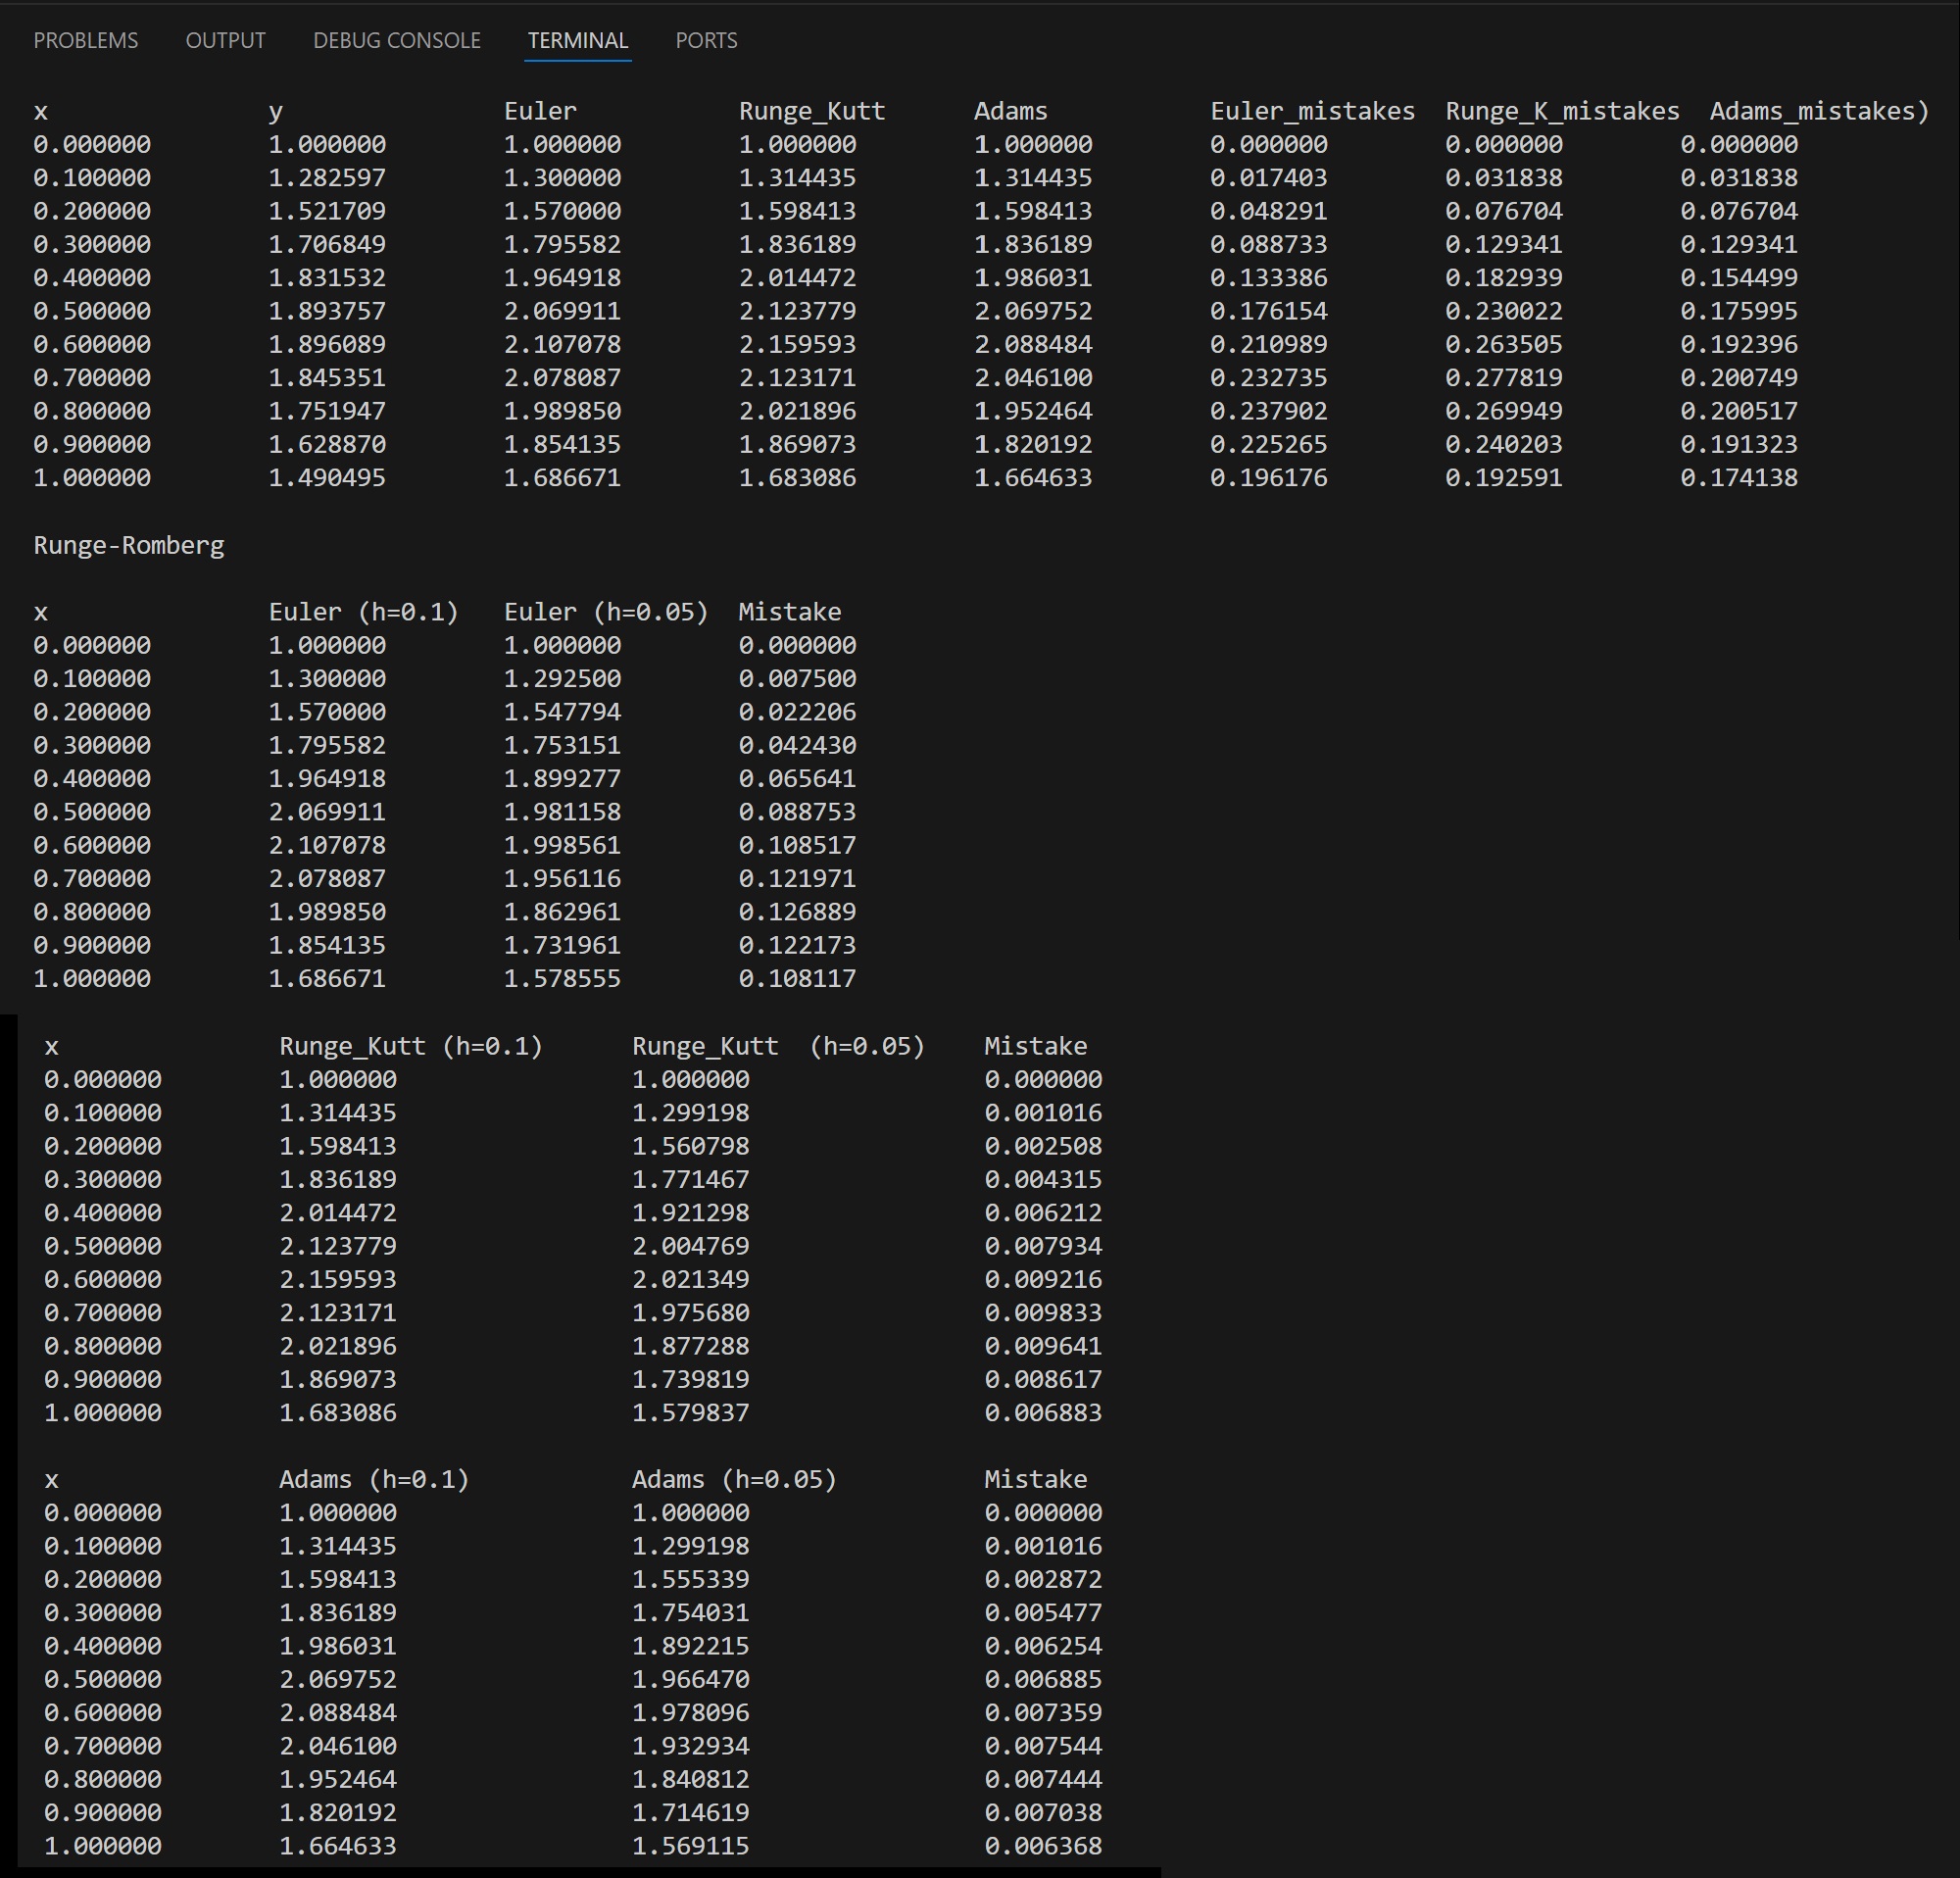 PROBLEMS OUTPUT DEBUG CONSOLE TERMINAL PORTS
x y Euler Runge_Kutt Adams Euler_mistakes Runge_K_mistakes Adams_mistakes)
0.000000 1.000000 1.000000 1.000000 1.000000 0.000000 0.000000 0.000000
0.100000 1.282597 1.300000 1.314435 1.314435 0.017403 0.031838 0.031838
0.200000 1.521709 1.570000 1.598413 1.598413 0.048291 0.076704 0.076704
0.300000 1.706849 1.795582 1.836189 1.836189 0.088733 0.129341 0.129341
0.400000 1.831532 1.964918 2.014472 1.986031 0.133386 0.182939 0.154499
0.500000 1.893757 2.069911 2.123779 2.069752 0.176154 0.230022 0.175995
0.600000 1.896089 2.107078 2.159593 2.088484 0.210989 0.263505 0.192396
0.700000 1.845351 2.078087 2.123171 2.046100 0.232735 0.277819 0.200749
0.800000 1.751947 1.989850 2.021896 1.952464 0.237902 0.269949 0.200517
0.900000 1.628870 1.854135 1.869073 1.820192 0.225265 0.240203 0.191323
1.000000 1.490495 1.686671 1.683086 1.664633 0.196176 0.192591 0.174138
Runge-Romberg
x Euler (h=0.1) Euler (h=0.05) Mistake
0.000000 1.000000 1.000000 0.000000
0.100000 1.300000 1.292500 0.007500
0.200000 1.570000 1.547794 0.022206
0.300000 1.795582 1.753151 0.042430
0.400000 1.964918 1.899277 0.065641
0.500000 2.069911 1.981158 0.088753
0.600000 2.107078 1.998561 0.108517
0.700000 2.078087 1.956116 0.121971
0.800000 1.989850 1.862961 0.126889
0.900000 1.854135 1.731961 0.122173
1.000000 1.686671 1.578555 0.108117
x Runge_Kutt (h=0.1) Runge_Kutt (h=0.05) Mistake
0.000000 1.000000 1.000000 0.000000
0.100000 1.314435 1.299198 0.001016
0.200000 1.598413 1.560798 0.002508
0.300000 1.836189 1.771467 0.004315
0.400000 2.014472 1.921298 0.006212
0.500000 2.123779 2.004769 0.007934
0.600000 2.159593 2.021349 0.009216
0.700000 2.123171 1.975680 0.009833
0.800000 2.021896 1.877288 0.009641
0.900000 1.869073 1.739819 0.008617
1.000000 1.683086 1.579837 0.006883
x Adams (h=0.1) Adams (h=0.05) Mistake
0.000000 1.000000 1.000000 0.000000
0.100000 1.314435 1.299198 0.001016
0.200000 1.598413 1.555339 0.002872
0.300000 1.836189 1.754031 0.005477
0.400000 1.986031 1.892215 0.006254
0.500000 2.069752 1.966470 0.006885
0.600000 2.088484 1.978096 0.007359
0.700000 2.046100 1.932934 0.007544
0.800000 1.952464 1.840812 0.007444
0.900000 1.820192 1.714619 0.007038
1.000000 1.664633 1.569115 0.006368